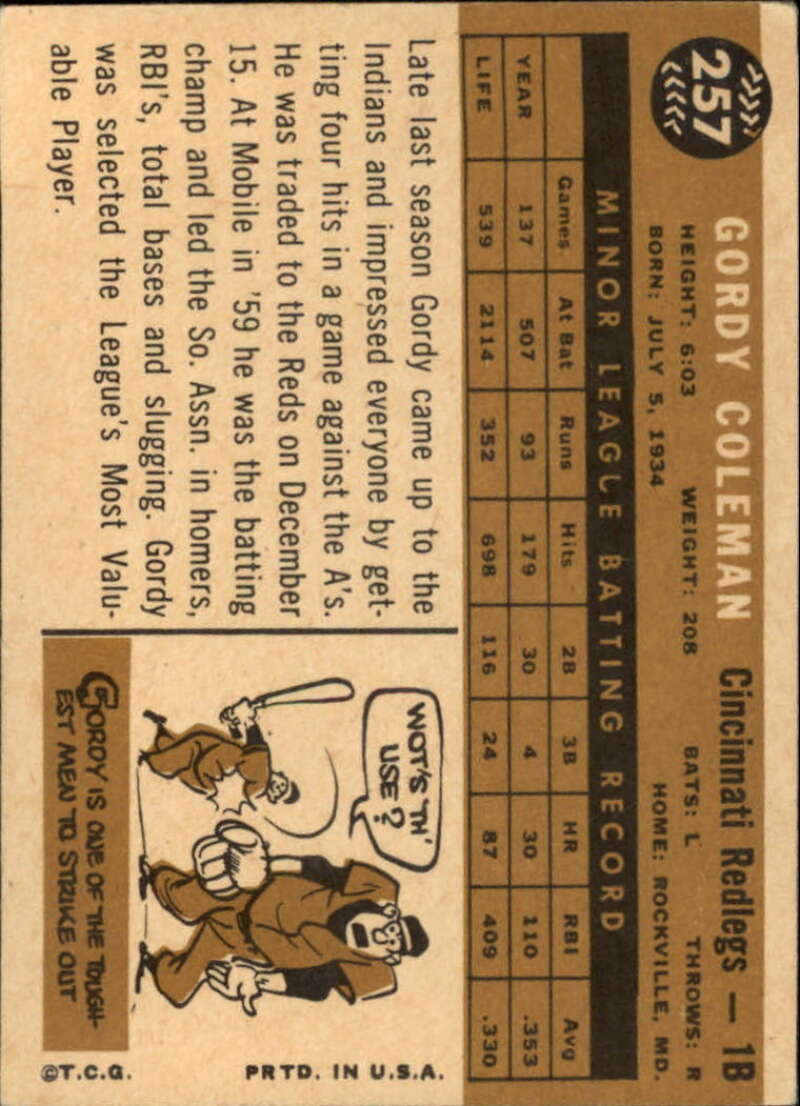 257
GORDY COLEMAN Cincinnati Redlegs — 1B
HEIGHT: 6:03 WEIGHT: 208 BATS: L THROWS: R
BORN: JULY 5, 1934 HOME: ROCKVILLE, MD.
MINOR LEAGUE BATTING RECORD
Games At Bat Runs Hits 2B 3B HR RBI Avg
YEAR 137 507 93 179 30 4 30 110 .353
LIFE 539 2114 352 698 116 24 87 409 .330
Late last season Gordy came up to the
Indians and impressed everyone by get-
ting four hits in a game against the A's.
He was traded to the Reds on December
15. At Mobile in '59 he was the batting
champ and led the So. Assn. in homers,
RBI's, total bases and slugging. Gordy
was selected the League's Most Valu-
able Player.
WOT'S TH'
USE?
GORDY IS ONE OF THE TOUGH-
EST MEN TO STRIKE OUT
©T.C.G. PRTD. IN U.S.A.